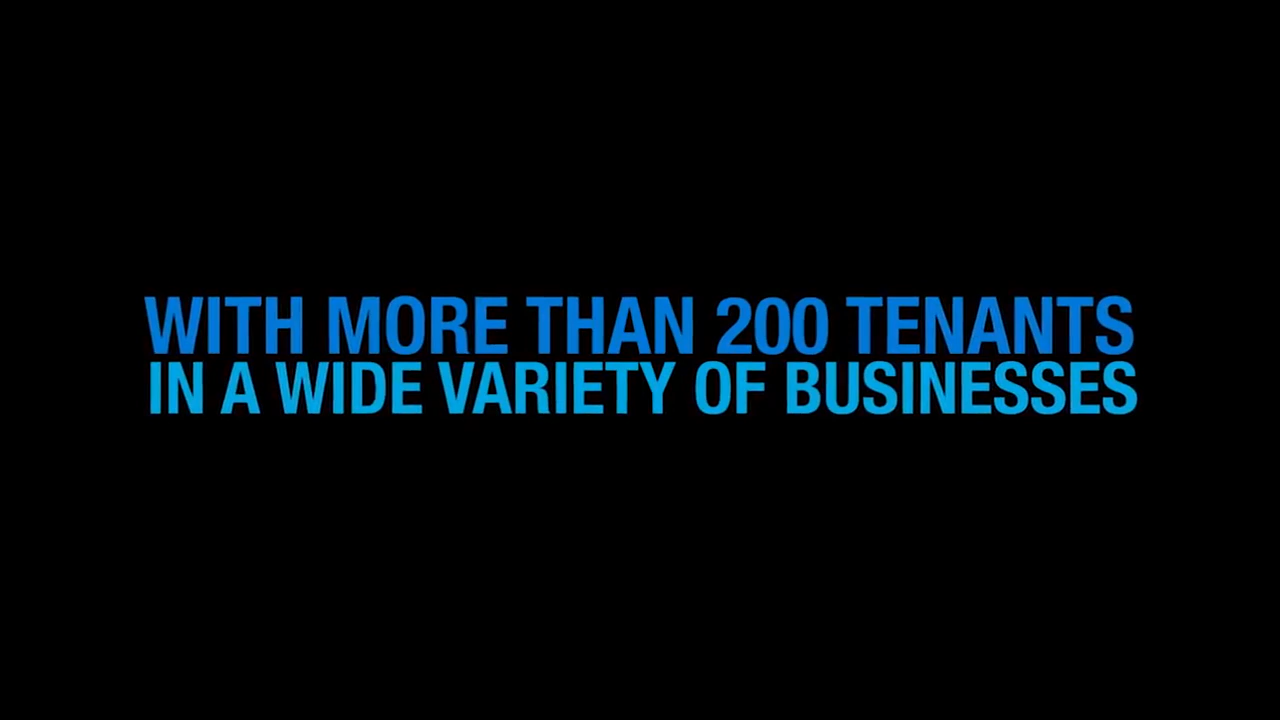 WITH MORE THAN 200 TENANTS
IN A WIDE VARIETY OF BUSINESSES